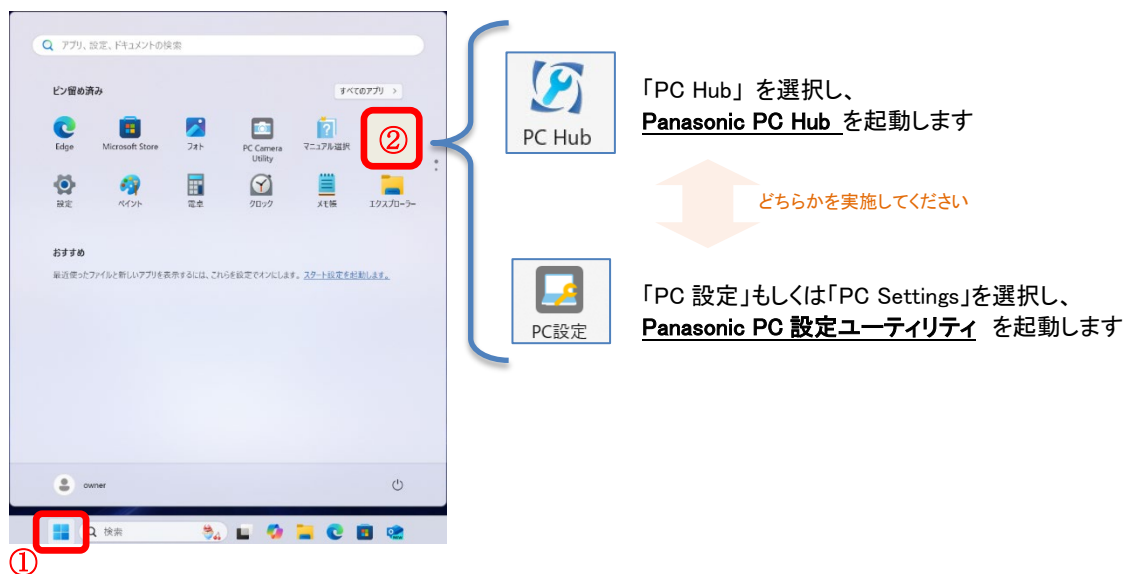 アプリ、設定、ドキュメントの検索
ピン留め済み
すべてのアプリ >
Edge
Microsoft Store
フォト
PC Camera
Utility
マニュアル選択
②
設定
ペイント
電卓
クロック
メモ帳
エクスプローラー
おすすめ
最近使ったファイルと新しいアプリを表示するには、これらを設定でオンにします。 スタート設定を起動します。
owner
検索
①
PC Hub
「PC Hub」 を選択し、
Panasonic PC Hub を起動します
どちらかを実施してください
PC設定
「PC 設定」もしくは「PC Settings」を選択し、
Panasonic PC 設定ユーティリティ を起動します